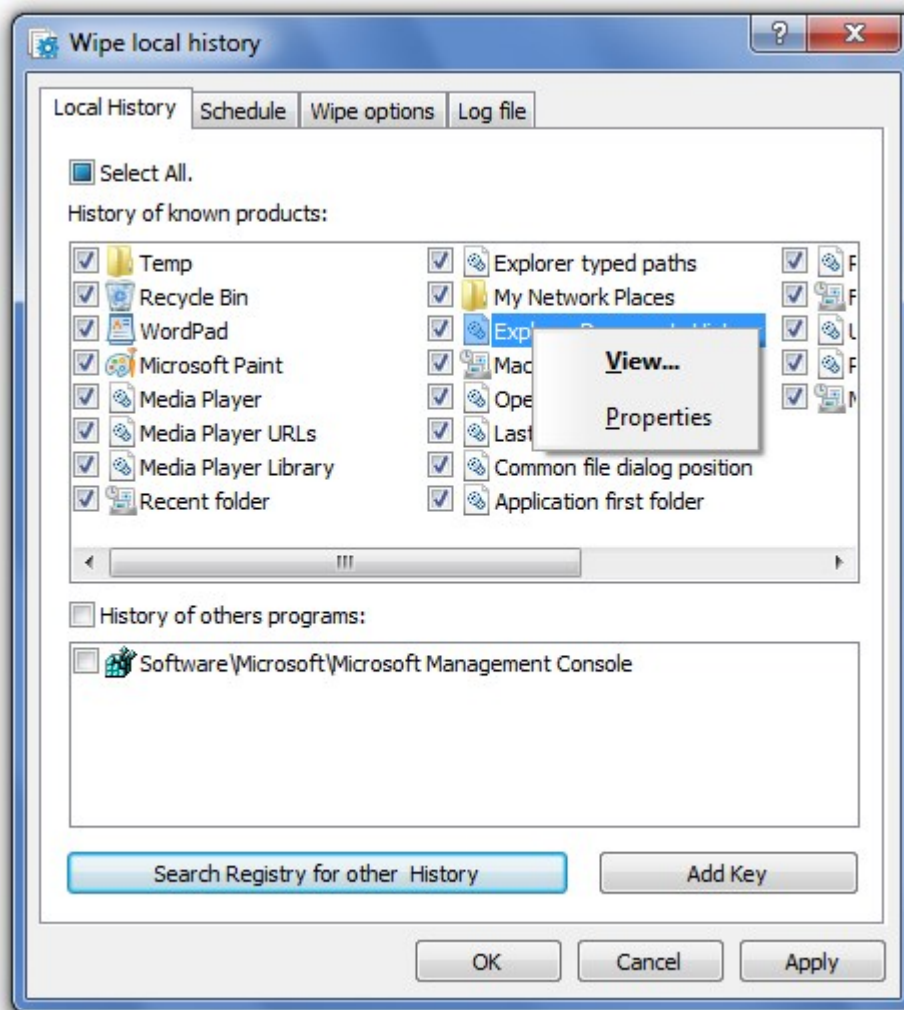 Wipe local history
Local History Schedule Wipe options Log file
Select All.
History of known products:
Temp
Recycle Bin
WordPad
Microsoft Paint
Media Player
Media Player URLs
Media Player Library
Recent folder
Explorer typed paths
My Network Places
Common file dialog position
Application first folder
View...
Properties
History of others programs:
Software\Microsoft\Microsoft Management Console
Search Registry for other History Add Key
OK Cancel Apply